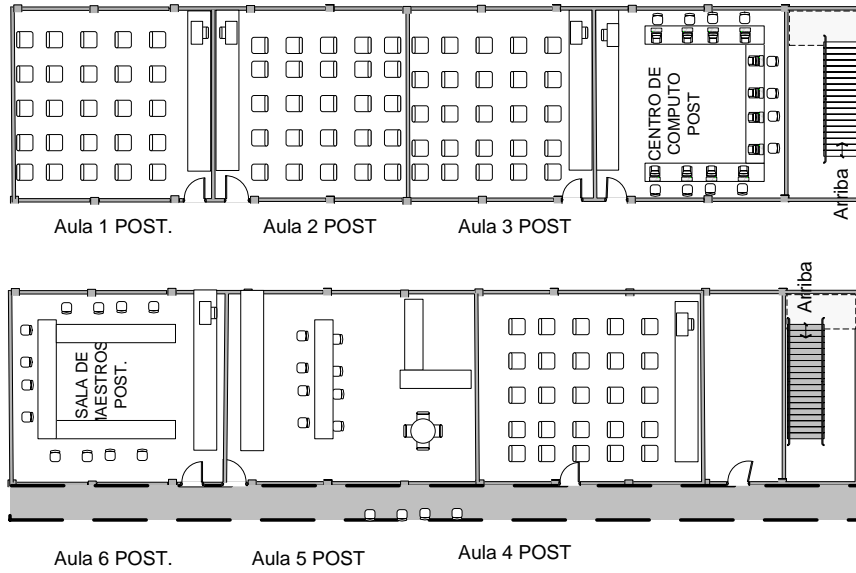 CENTRO DE
COMPUTO
POST
Arriba
Aula 1 POST.
Aula 2 POST
Aula 3 POST
Arriba
SALA DE
MAESTROS
POST.
Aula 6 POST.
Aula 5 POST
Aula 4 POST